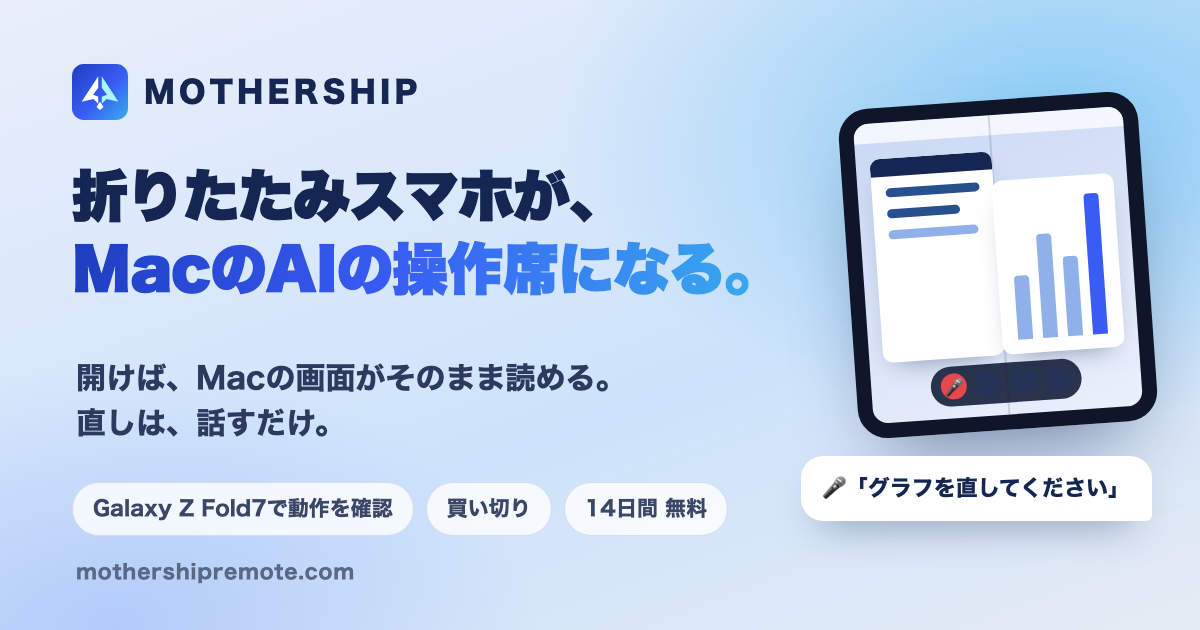 MOTHERSHIP
折りたたみスマホが、
MacのAIの操作席になる。
開けば、Macの画面がそのまま読める。
直しは、話すだけ。
Galaxy Z Fold7で動作を確認
買い切り
14日間 無料
mothershipremote.com
🎤「グラフを直してください」